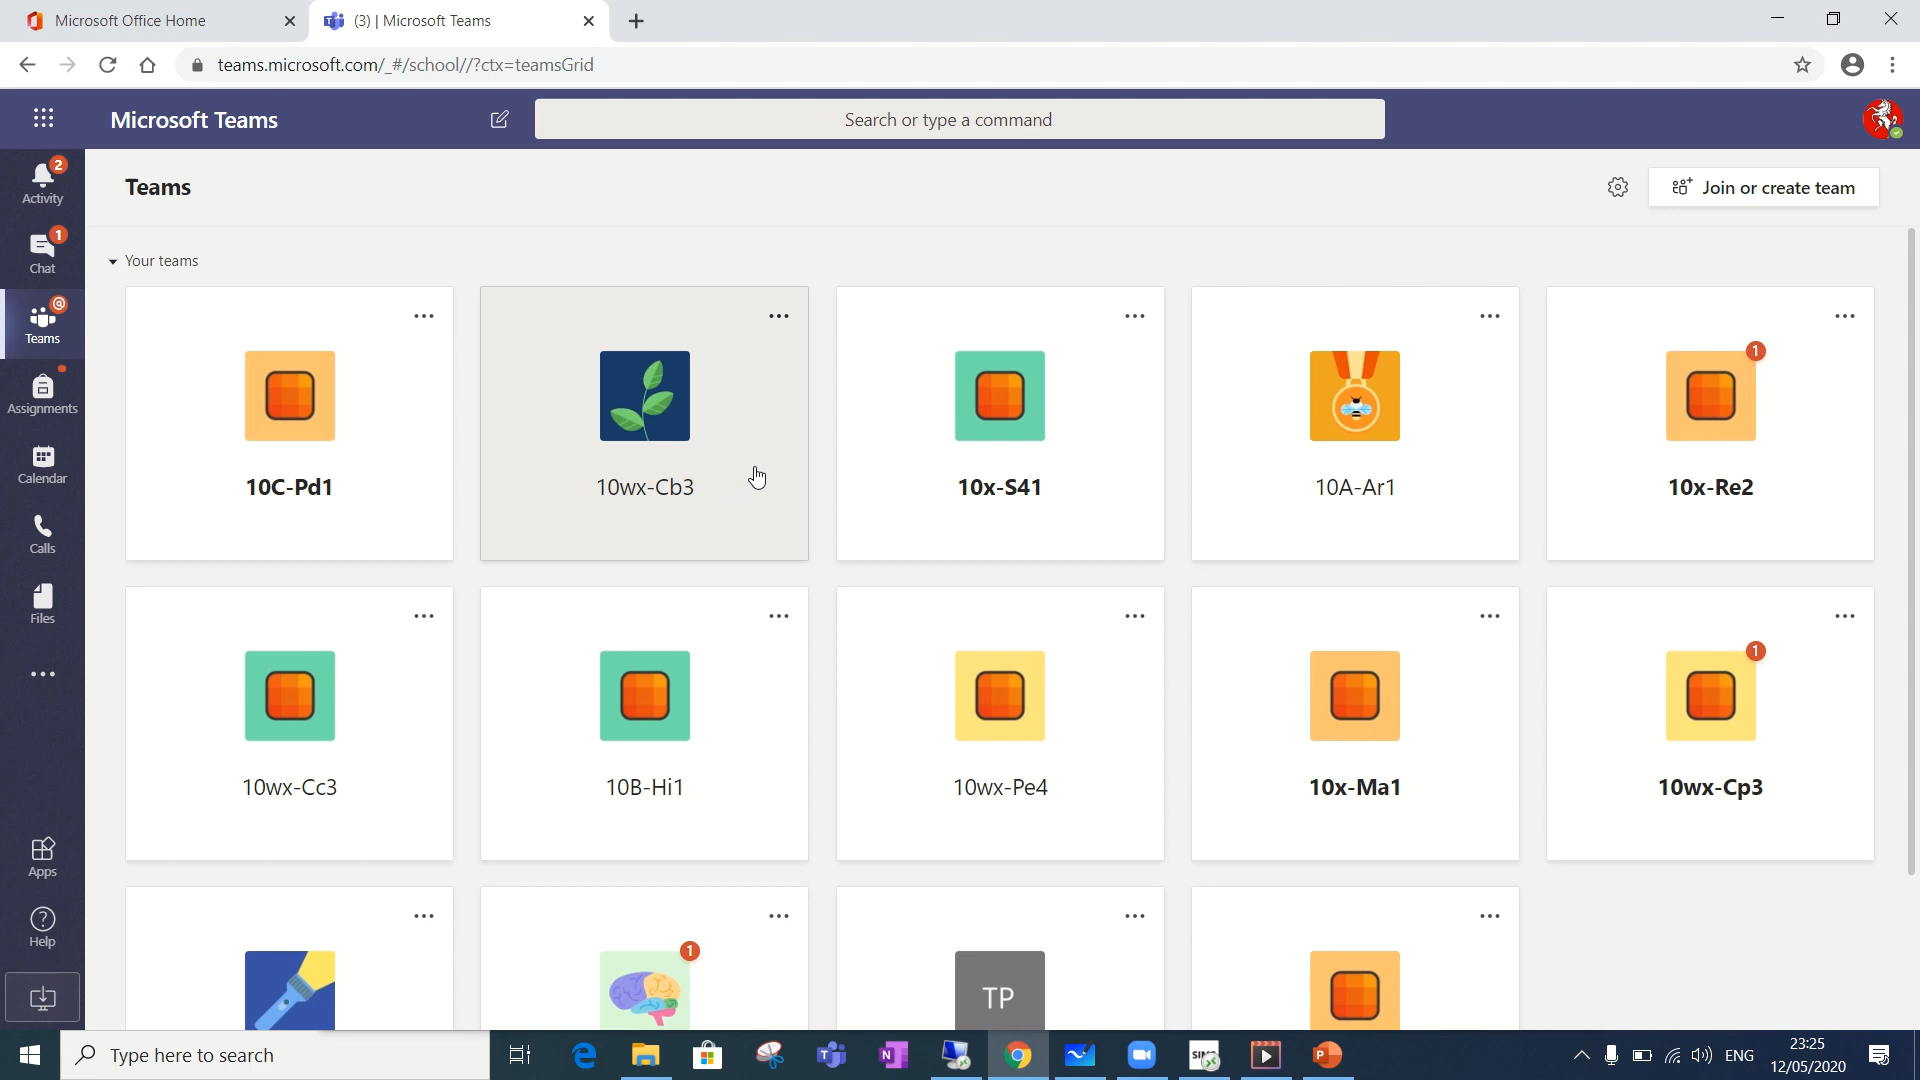 Microsoft Office Home
(3) | Microsoft Teams
teams.microsoft.com/_#/school//?ctx=teamsGrid
Microsoft Teams
Search or type a command
2
Activity
1
Chat
@
Teams
Assignments
Calendar
Calls
Files
Apps
Help
Teams
Join or create team
Your teams
10C-Pd1
10wx-Cb3
10x-S41
10A-Ar1
1
10x-Re2
10wx-Cc3
10B-Hi1
10wx-Pe4
10x-Ma1
1
10wx-Cp3
1
TP
Type here to search
ENG
23:25
12/05/2020